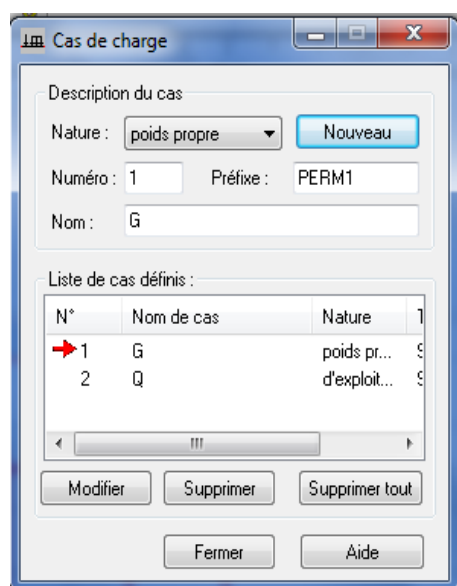 Cas de charge
Description du cas
Nature : poids propre Nouveau
Numéro : 1 Préfixe : PERM1
Nom : G
Liste de cas définis :
N° Nom de cas Nature
1 G poids pr... S
2 Q d'exploit... S
Modifier Supprimer Supprimer tout
Fermer Aide